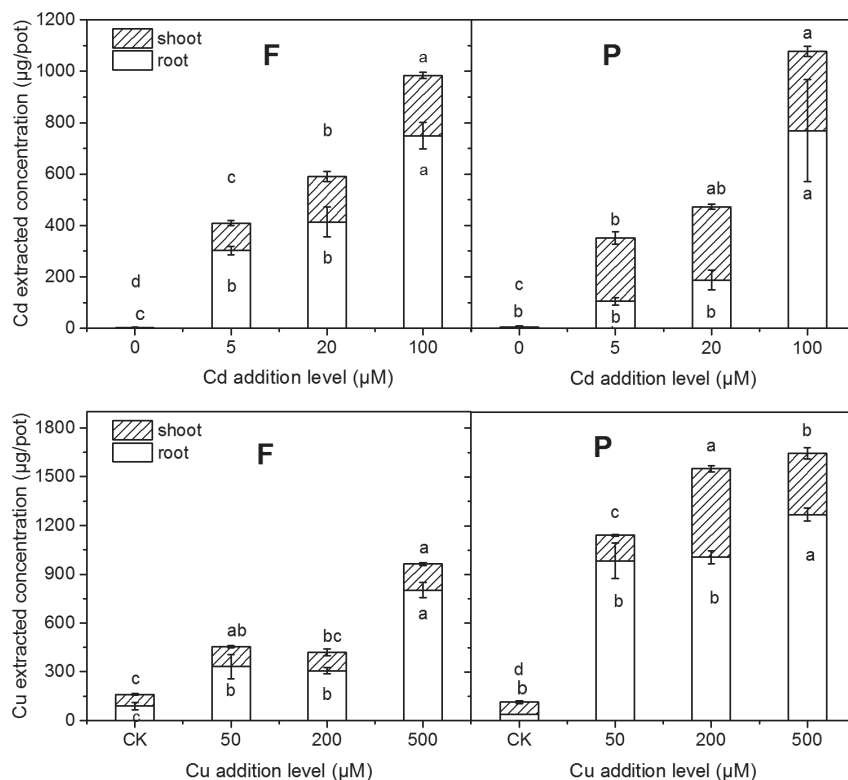 1200
1000
800
600
400
200
0
Cd extracted concentration (µg/pot)
shoot
root
F
d
c
c
b
b
b
a
a
0 5 20 100
Cd addition level (µM)
P
c
b
b
b
ab
b
a
a
0 5 20 100
Cd addition level (µM)
1800
1500
1200
900
600
300
0
Cu extracted concentration (µg/pot)
shoot
root
F
c
c
ab
b
bc
b
a
a
CK 50 200 500
Cu addition level (µM)
P
d
b
c
b
a
b
b
a
CK 50 200 500
Cu addition level (µM)